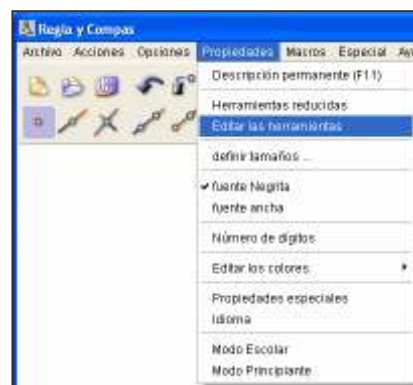 Regla y Compas
Archivo Acciones Opciones Propiedades Macros Especial Ay
Descripción permanente (F11)
Herramientas reducidas
Editar las herramientas
definir tamaños ...
fuente Negrita
fuente ancha
Número de dígitos
Editar los colores
Propiedades especiales
Idioma
Modo Escolar
Modo Principiante